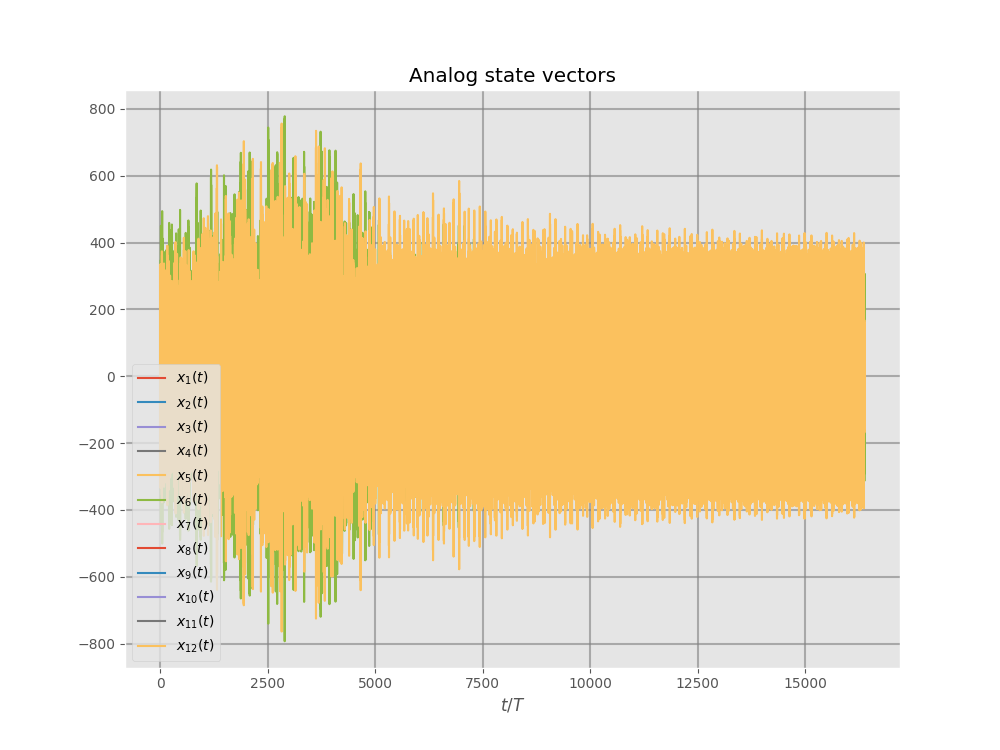 Analog state vectors
800
600
400
200
0
−200
−400
−600
−800
x₁(t)
x₂(t)
x₃(t)
x₄(t)
x₅(t)
x₆(t)
x₇(t)
x₈(t)
x₉(t)
x₁₀(t)
x₁₁(t)
x₁₂(t)
0 2500 5000 7500 10000 12500 15000
t/T